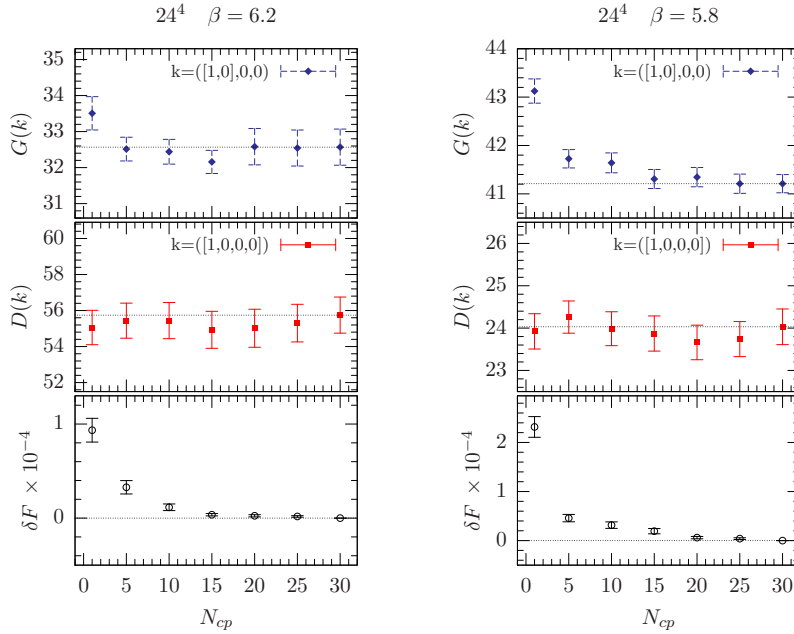 24⁴ β = 6.2
G(k)
35
34
33
32
31
k=([1,0],0,0)
D(k)
60
58
56
54
52
k=([1,0,0,0])
δF × 10⁻⁴
1
0
0 5 10 15 20 25 30
N_cp
24⁴ β = 5.8
G(k)
44
43
42
41
k=([1,0],0,0)
D(k)
26
25
24
23
22
k=([1,0,0,0])
δF × 10⁻⁴
2
1
0
0 5 10 15 20 25 30
N_cp